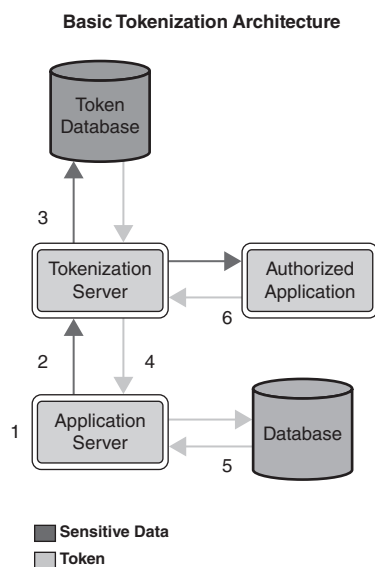 Basic Tokenization Architecture
Token
Database
3
Tokenization
Server
Authorized
Application
6
2
4
1
Application
Server
Database
5
Sensitive Data
Token